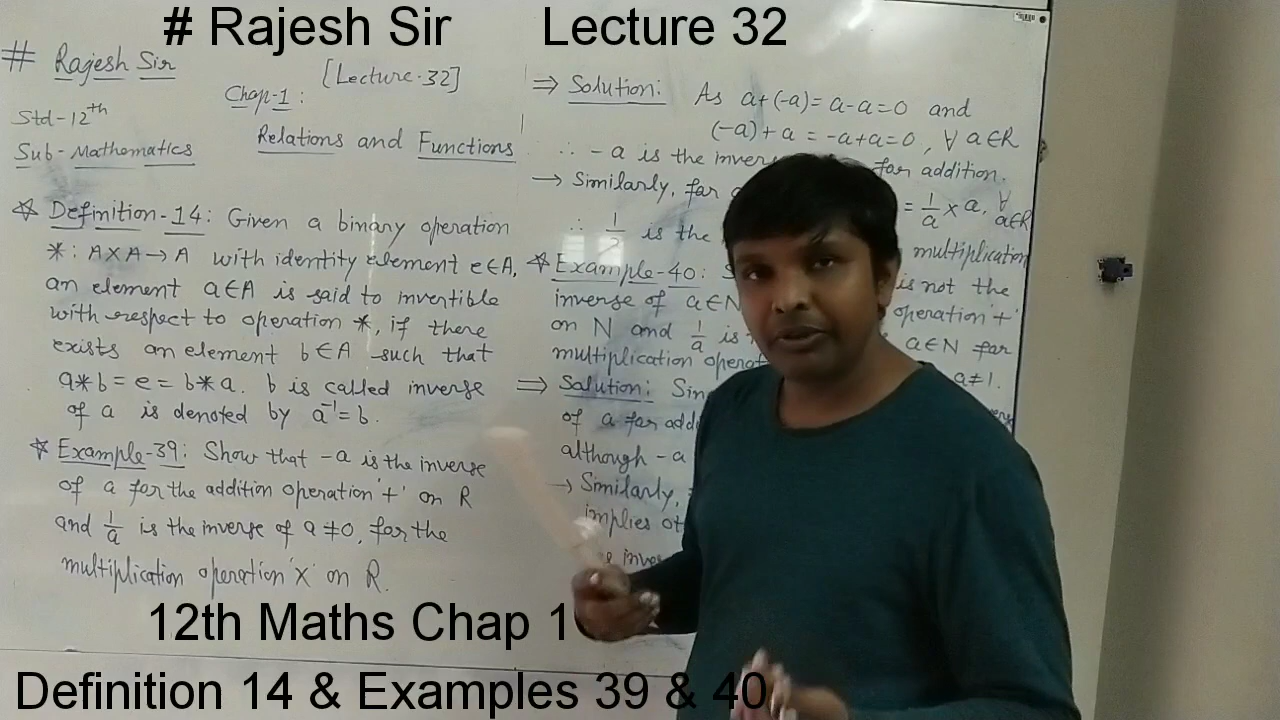 # Rajesh Sir Lecture 32
# Rajesh Sir
[Lecture-32]
Std-12th
Chap-1:
Sub-Mathematics
Relations and Functions
☆ Definition-14: Given a binary operation
*: A×A→A with identity element e∈A,
an element a∈A is said to invertible
with respect to operation *, if there
exists an element b∈A such that
a*b=e=b*a. b is called inverse
of a is denoted by a⁻¹=b.
☆ Example-39: Show that -a is the inverse
of a for the addition operation '+' on R
and 1/a is the inverse of a≠0, for the
multiplication operation 'X' on R.
⇒ Solution: As a+(-a)=a-a=0 and
(-a)+a = -a+a=0, ∀ a∈R
∴ -a is the for addition.
→ Similarly, for = 1/a × a, ∀ a∈R
∴ is the multiplication
☆ Example-40: is not the
inverse of a∈N operation '+'
on N and 1/a is a∈N for
multiplication a≠1.
⇒ Solution:
of a for
although -a
→ Similarly,
implies
12th Maths Chap 1
Definition 14 & Examples 39 & 40